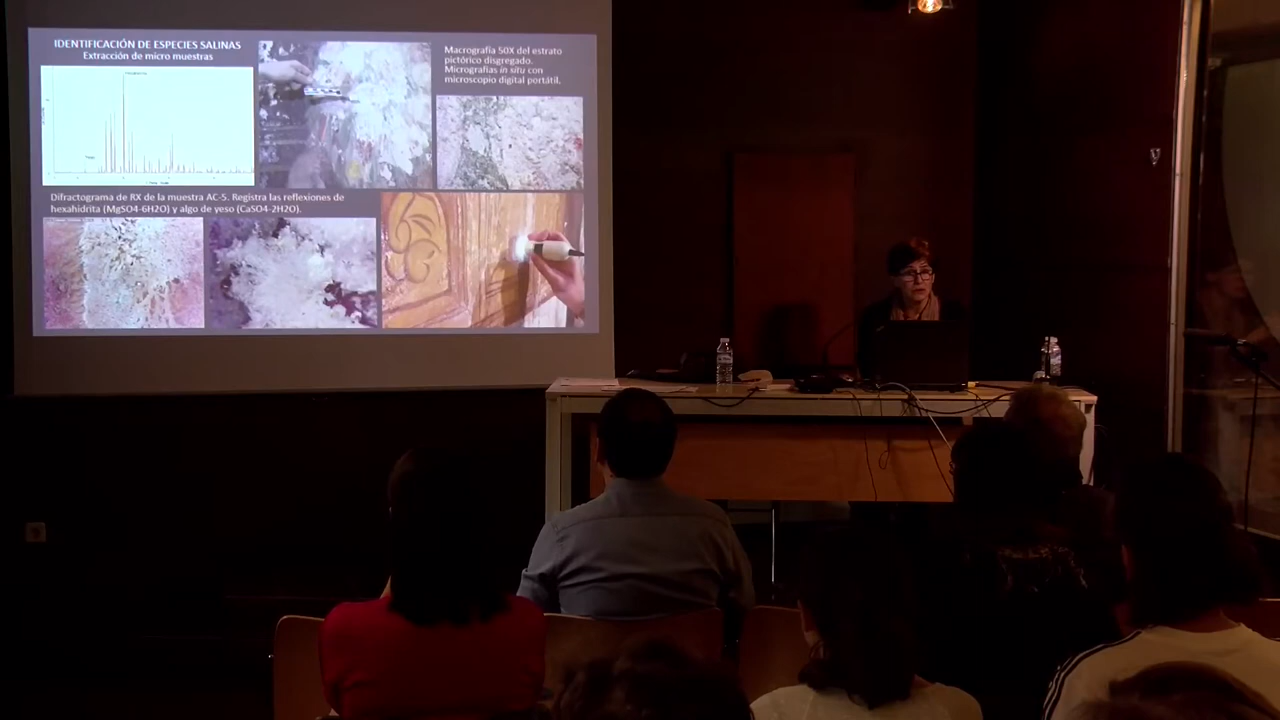 IDENTIFICACIÓN DE ESPECIES SALINAS
Extracción de micro muestras
Macrografía 50X del estrato
pictórico disgregado.
Micrografías in situ con
microscopio digital portátil.
Difractograma de RX de la muestra AC-5. Registra las reflexiones de
hexahidrita (MgSO4-6H2O) y algo de yeso (CaSO4-2H2O).